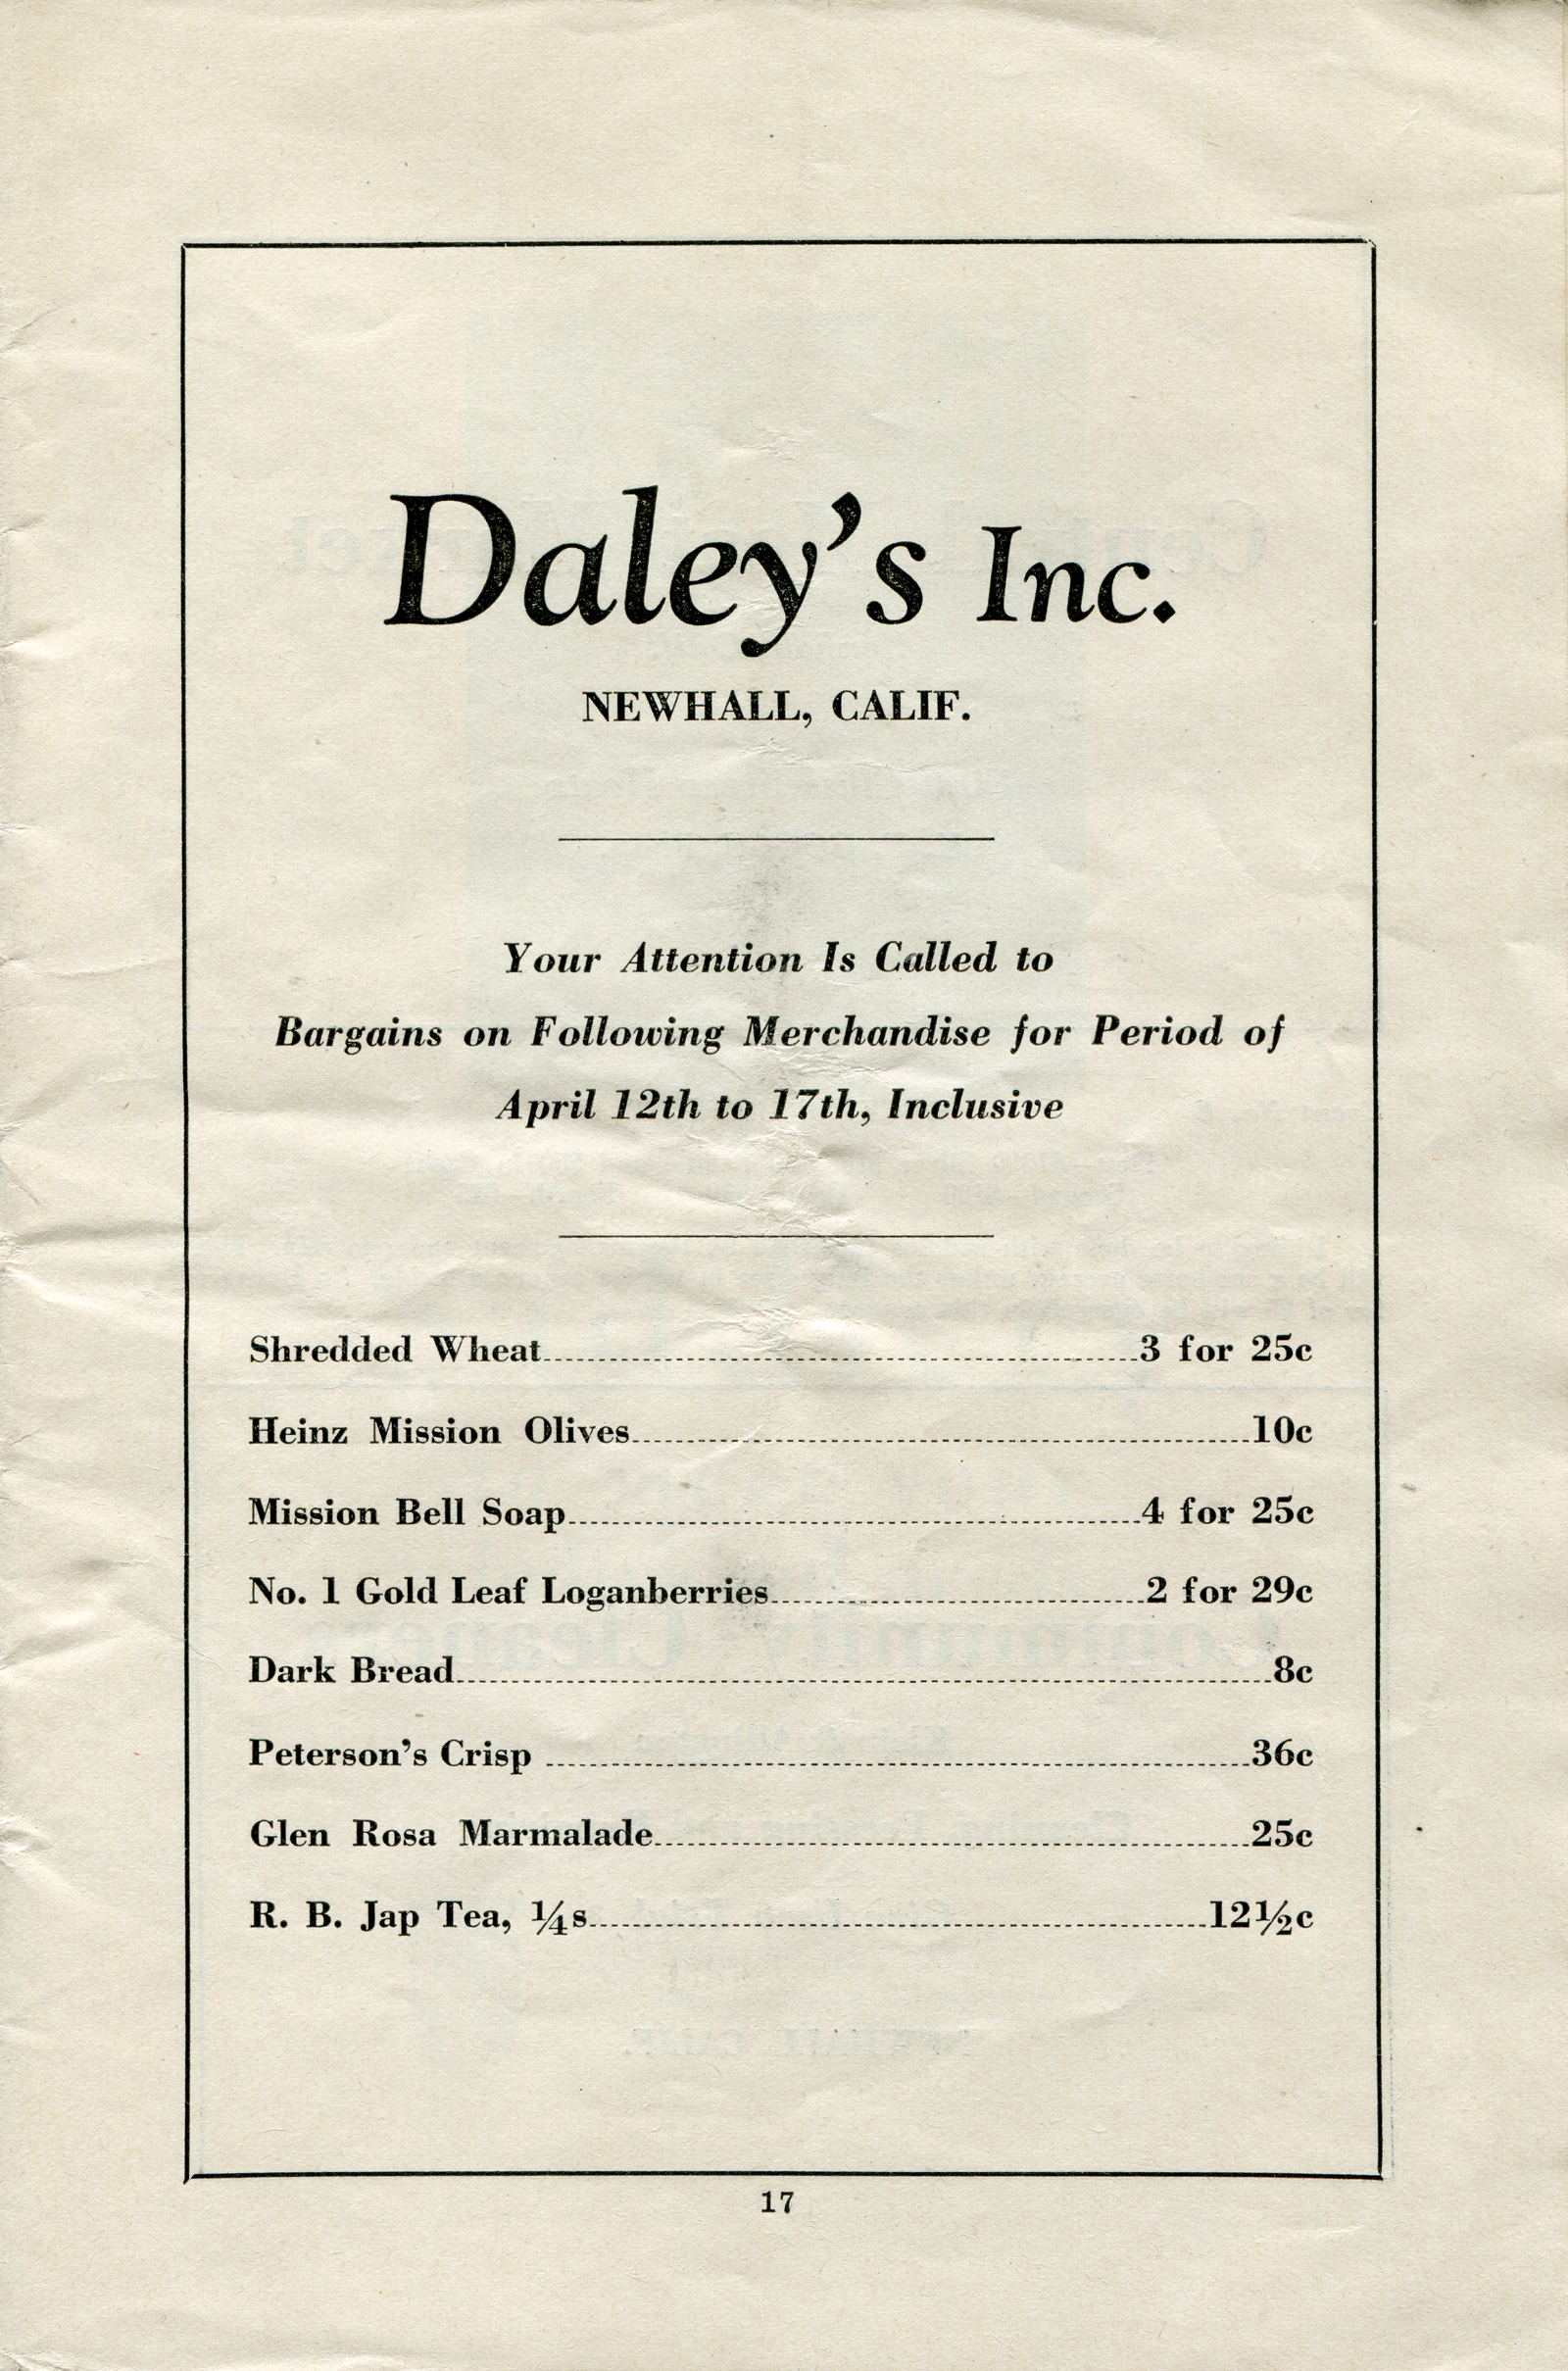 Daley's Inc.
NEWHALL, CALIF.
Your Attention Is Called to
Bargains on Following Merchandise for Period of
April 12th to 17th, Inclusive
Shredded Wheat 3 for 25c
Heinz Mission Olives 10c
Mission Bell Soap 4 for 25c
No. 1 Gold Leaf Loganberries 2 for 29c
Dark Bread 8c
Peterson's Crisp 36c
Glen Rosa Marmalade 25c
R. B. Jap Tea, ¼s 12½c
17